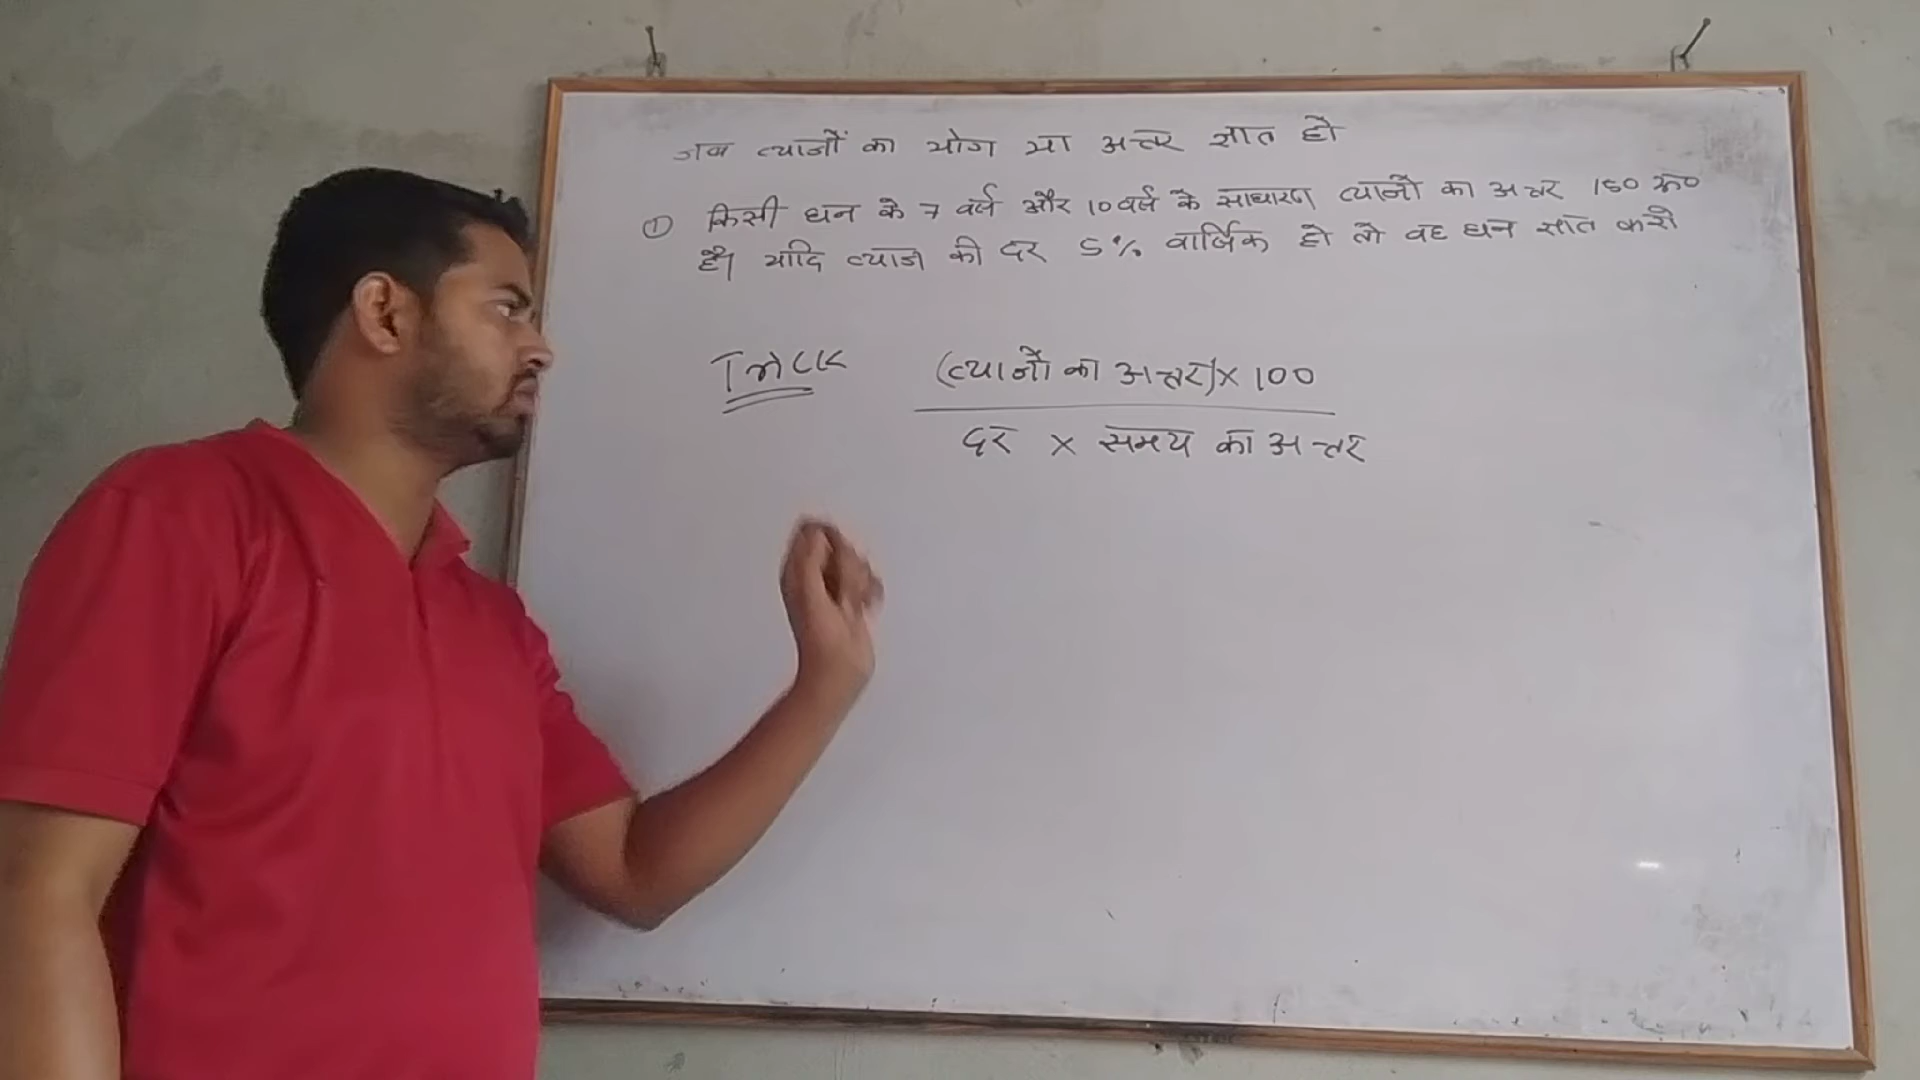 जब ब्याजों का योग या अन्तर ज्ञात हो
① किसी धन के 7 वर्ष और 10 वर्ष के साधारण ब्याजों का अन्तर 150 रू०
है। यदि ब्याज की दर 5% वार्षिक हो तो वह धन ज्ञात करो
Trick (ब्याजों का अन्तर) × 100
दर × समय का अन्तर